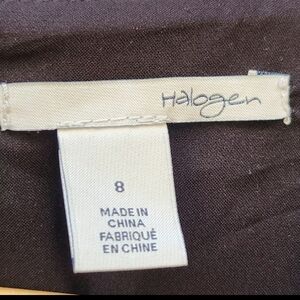 Halogen
8
MADE IN
CHINA
FABRIQUÉ
EN CHINE